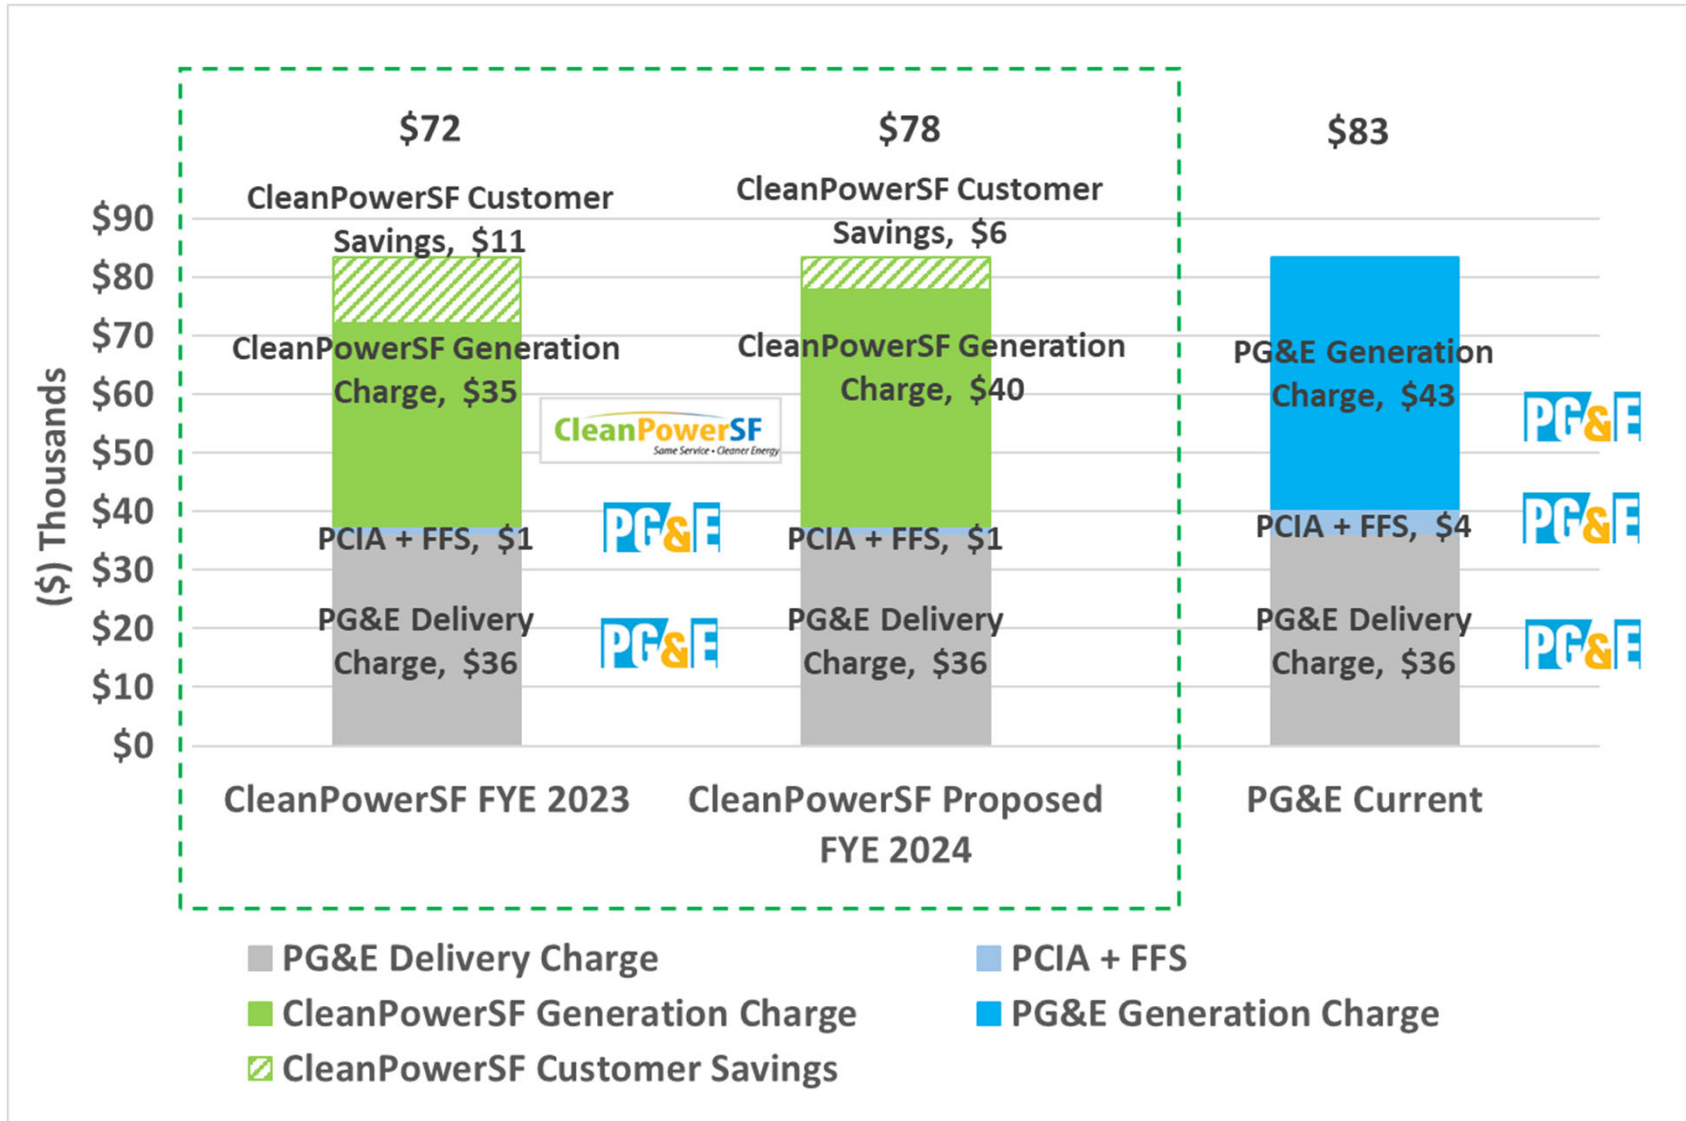 $72
$78
$83
CleanPowerSF Customer
Savings, $11
CleanPowerSF Customer
Savings, $6
$90
$80
$70
$60
$50
$40
$30
$20
$10
$0
($) Thousands
CleanPowerSF Generation
Charge, $35
CleanPowerSF Generation
Charge, $40
PG&E Generation
Charge, $43
CleanPowerSF
Same Service • Cleaner Energy
PG&E
PCIA + FFS, $1
PG&E
PCIA + FFS, $1
PCIA + FFS, $4
PG&E
PG&E Delivery
Charge, $36
PG&E
PG&E Delivery
Charge, $36
PG&E Delivery
Charge, $36
PG&E
CleanPowerSF FYE 2023
CleanPowerSF Proposed
FYE 2024
PG&E Current
PG&E Delivery Charge
PCIA + FFS
CleanPowerSF Generation Charge
PG&E Generation Charge
CleanPowerSF Customer Savings